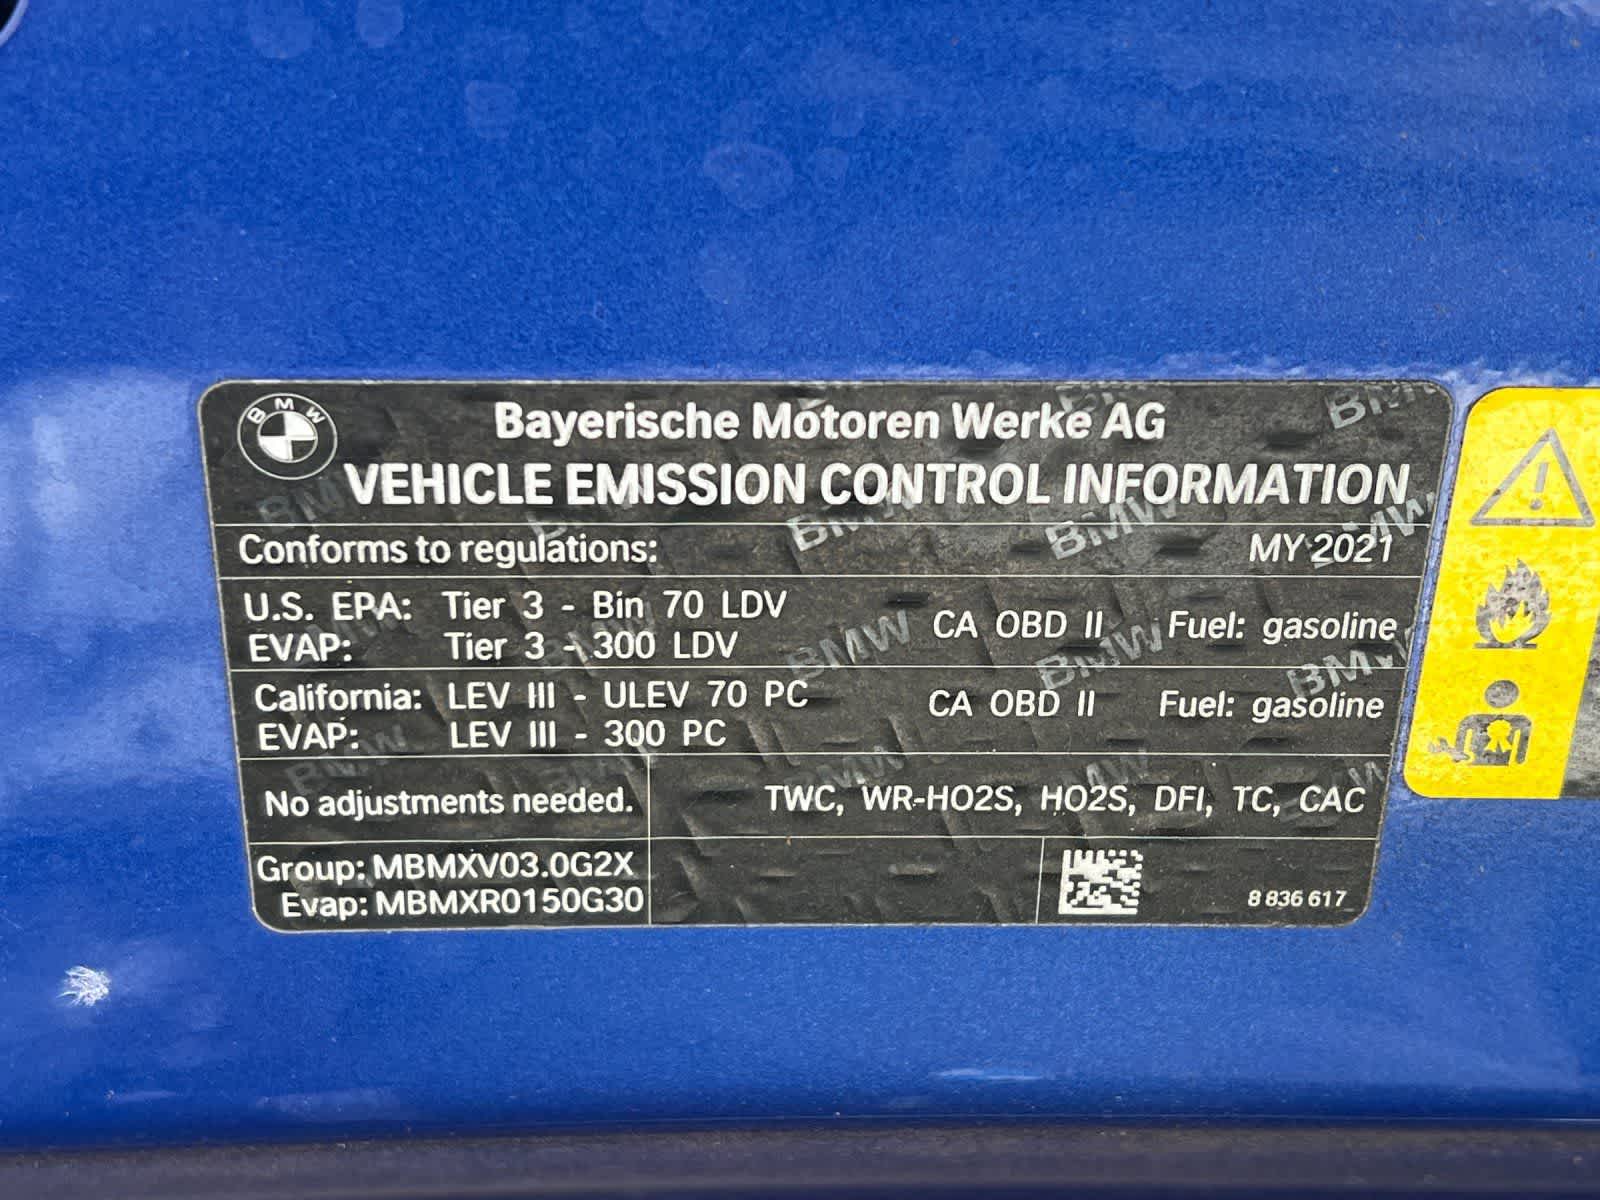 BMW
Bayerische Motoren Werke AG
VEHICLE EMISSION CONTROL INFORMATION
Conforms to regulations: MY 2021
U.S. EPA: Tier 3 - Bin 70 LDV
EVAP: Tier 3 - 300 LDV
CA OBD II Fuel: gasoline
California: LEV III - ULEV 70 PC
EVAP: LEV III - 300 PC
CA OBD II Fuel: gasoline
No adjustments needed. TWC, WR-HO2S, HO2S, DFI, TC, CAC
Group: MBMXV03.0G2X
Evap: MBMXR0150G30
8 836 617